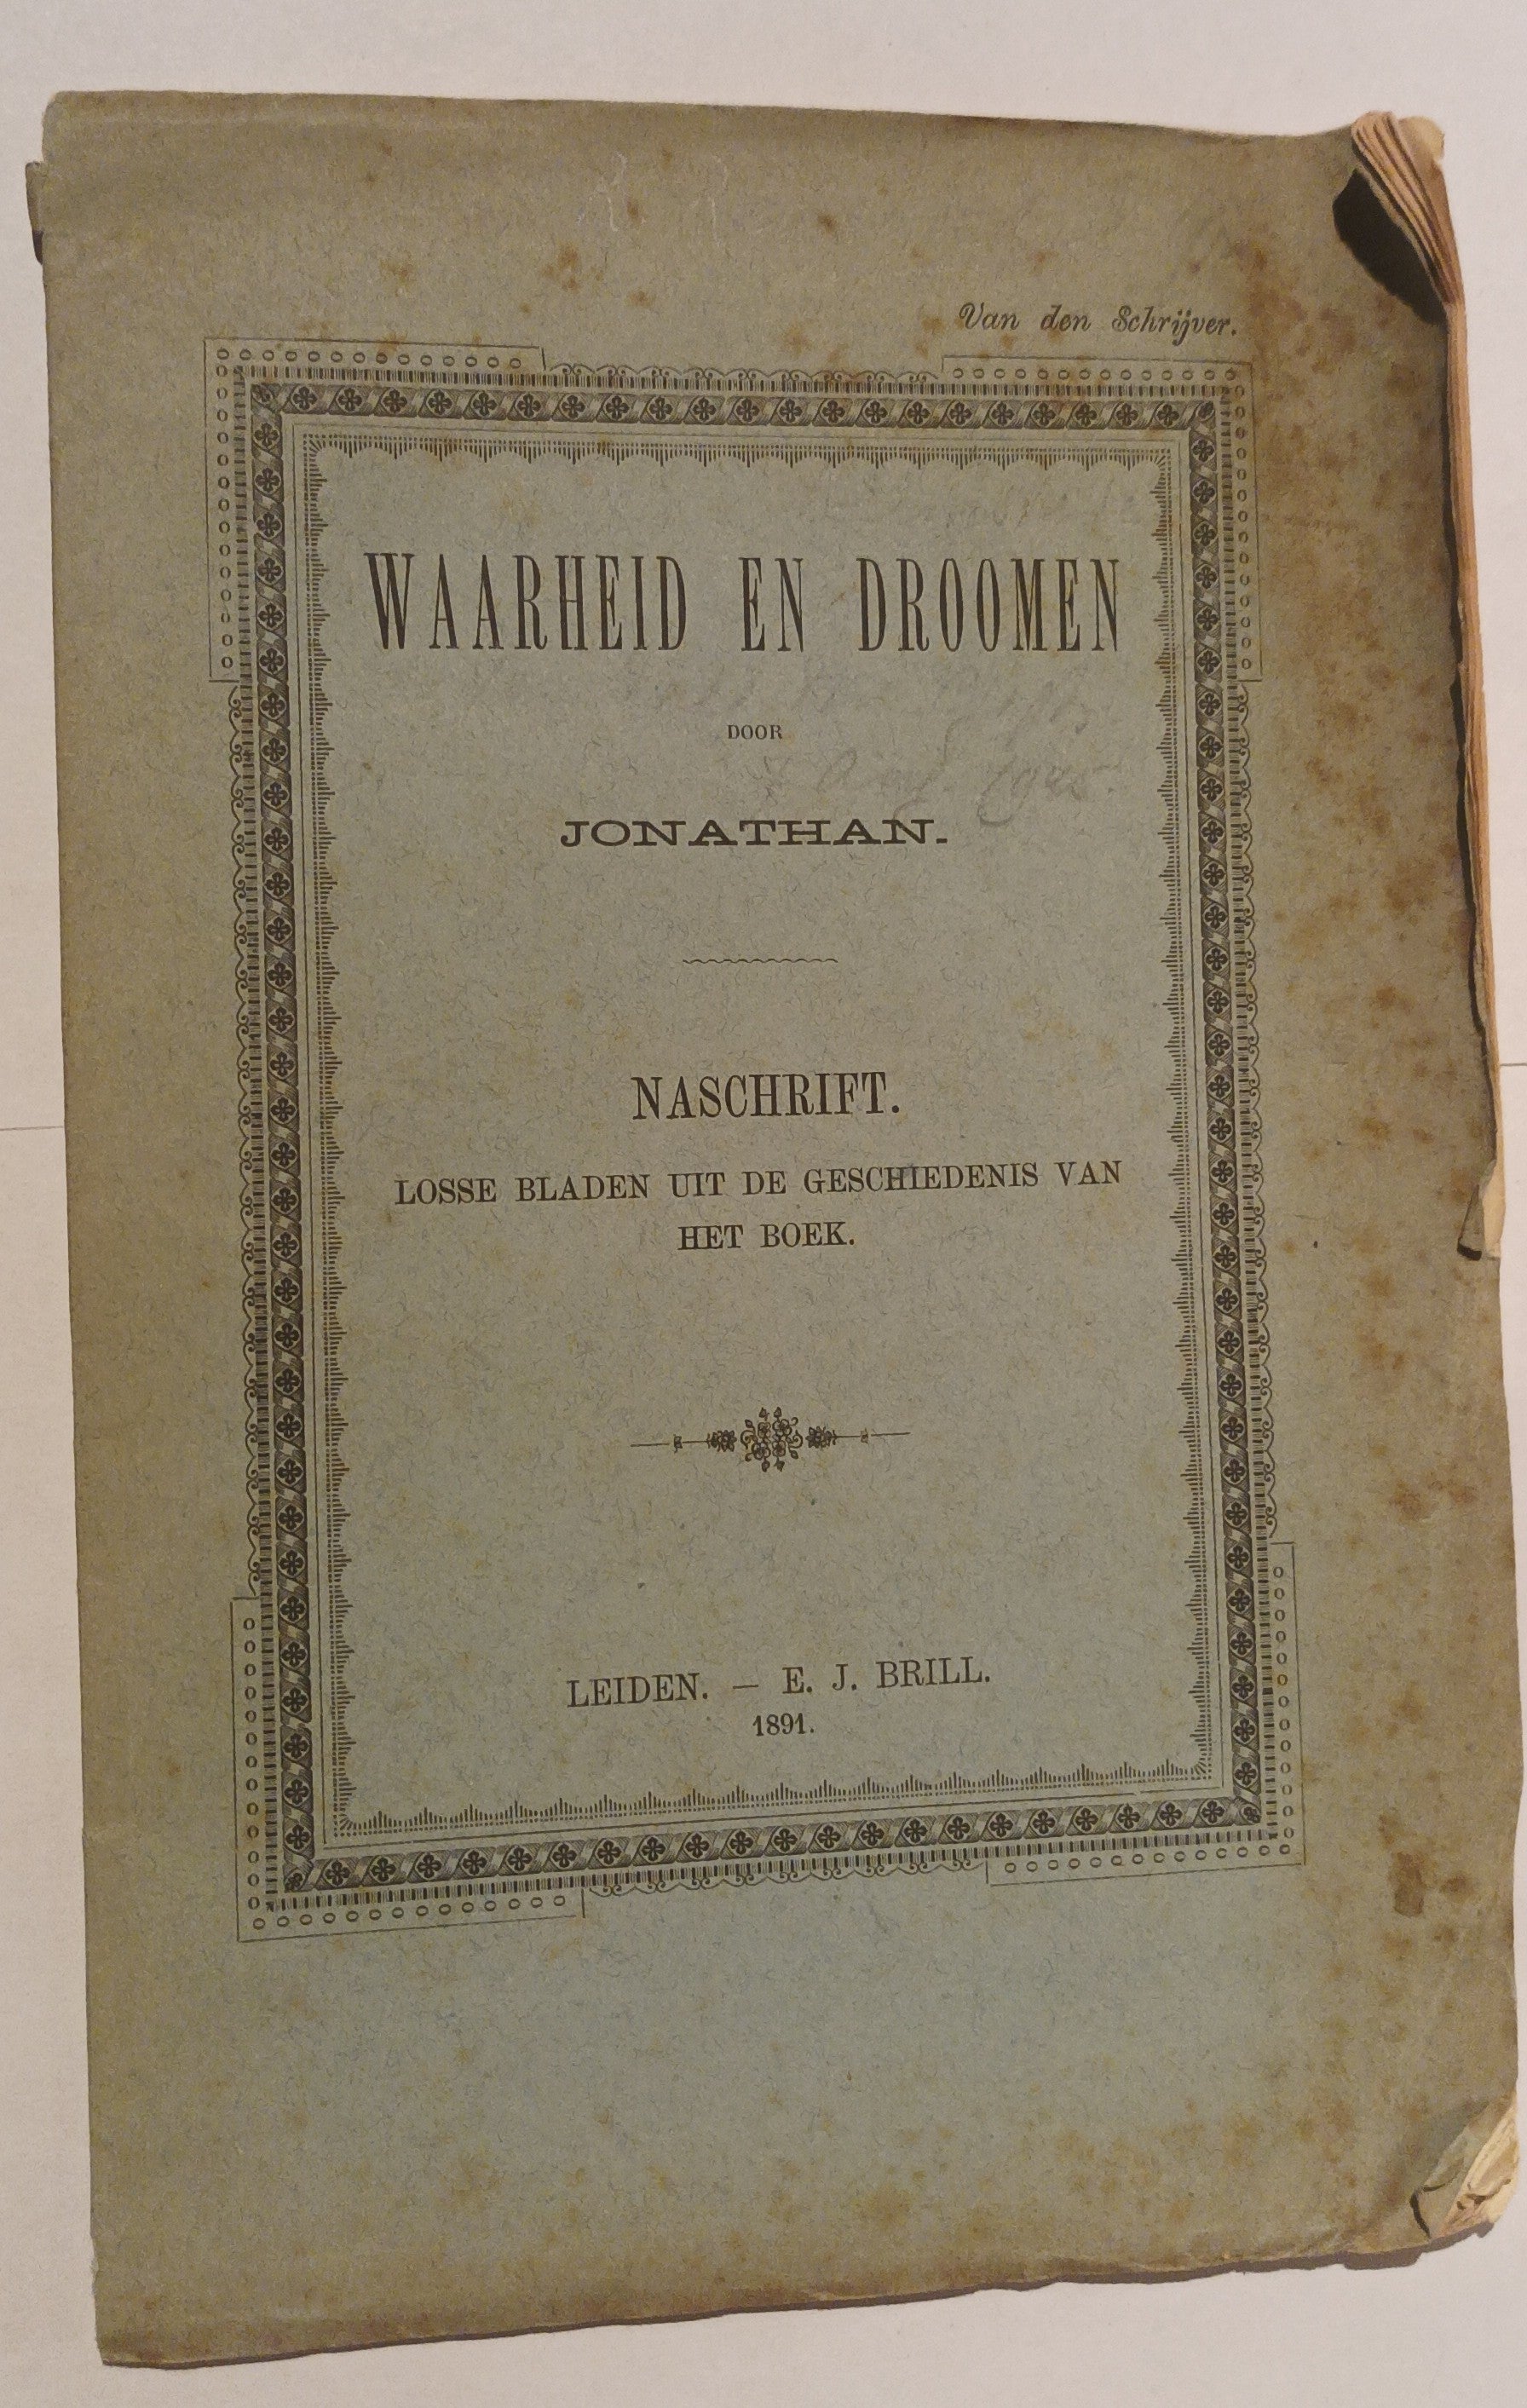 Van den Schrijver.
WAARHEID EN DROOMEN
DOOR
JONATHAN.
NASCHRIFT.
LOSSE BLADEN UIT DE GESCHIEDENIS VAN
HET BOEK.
LEIDEN. — E. J. BRILL.
1891.